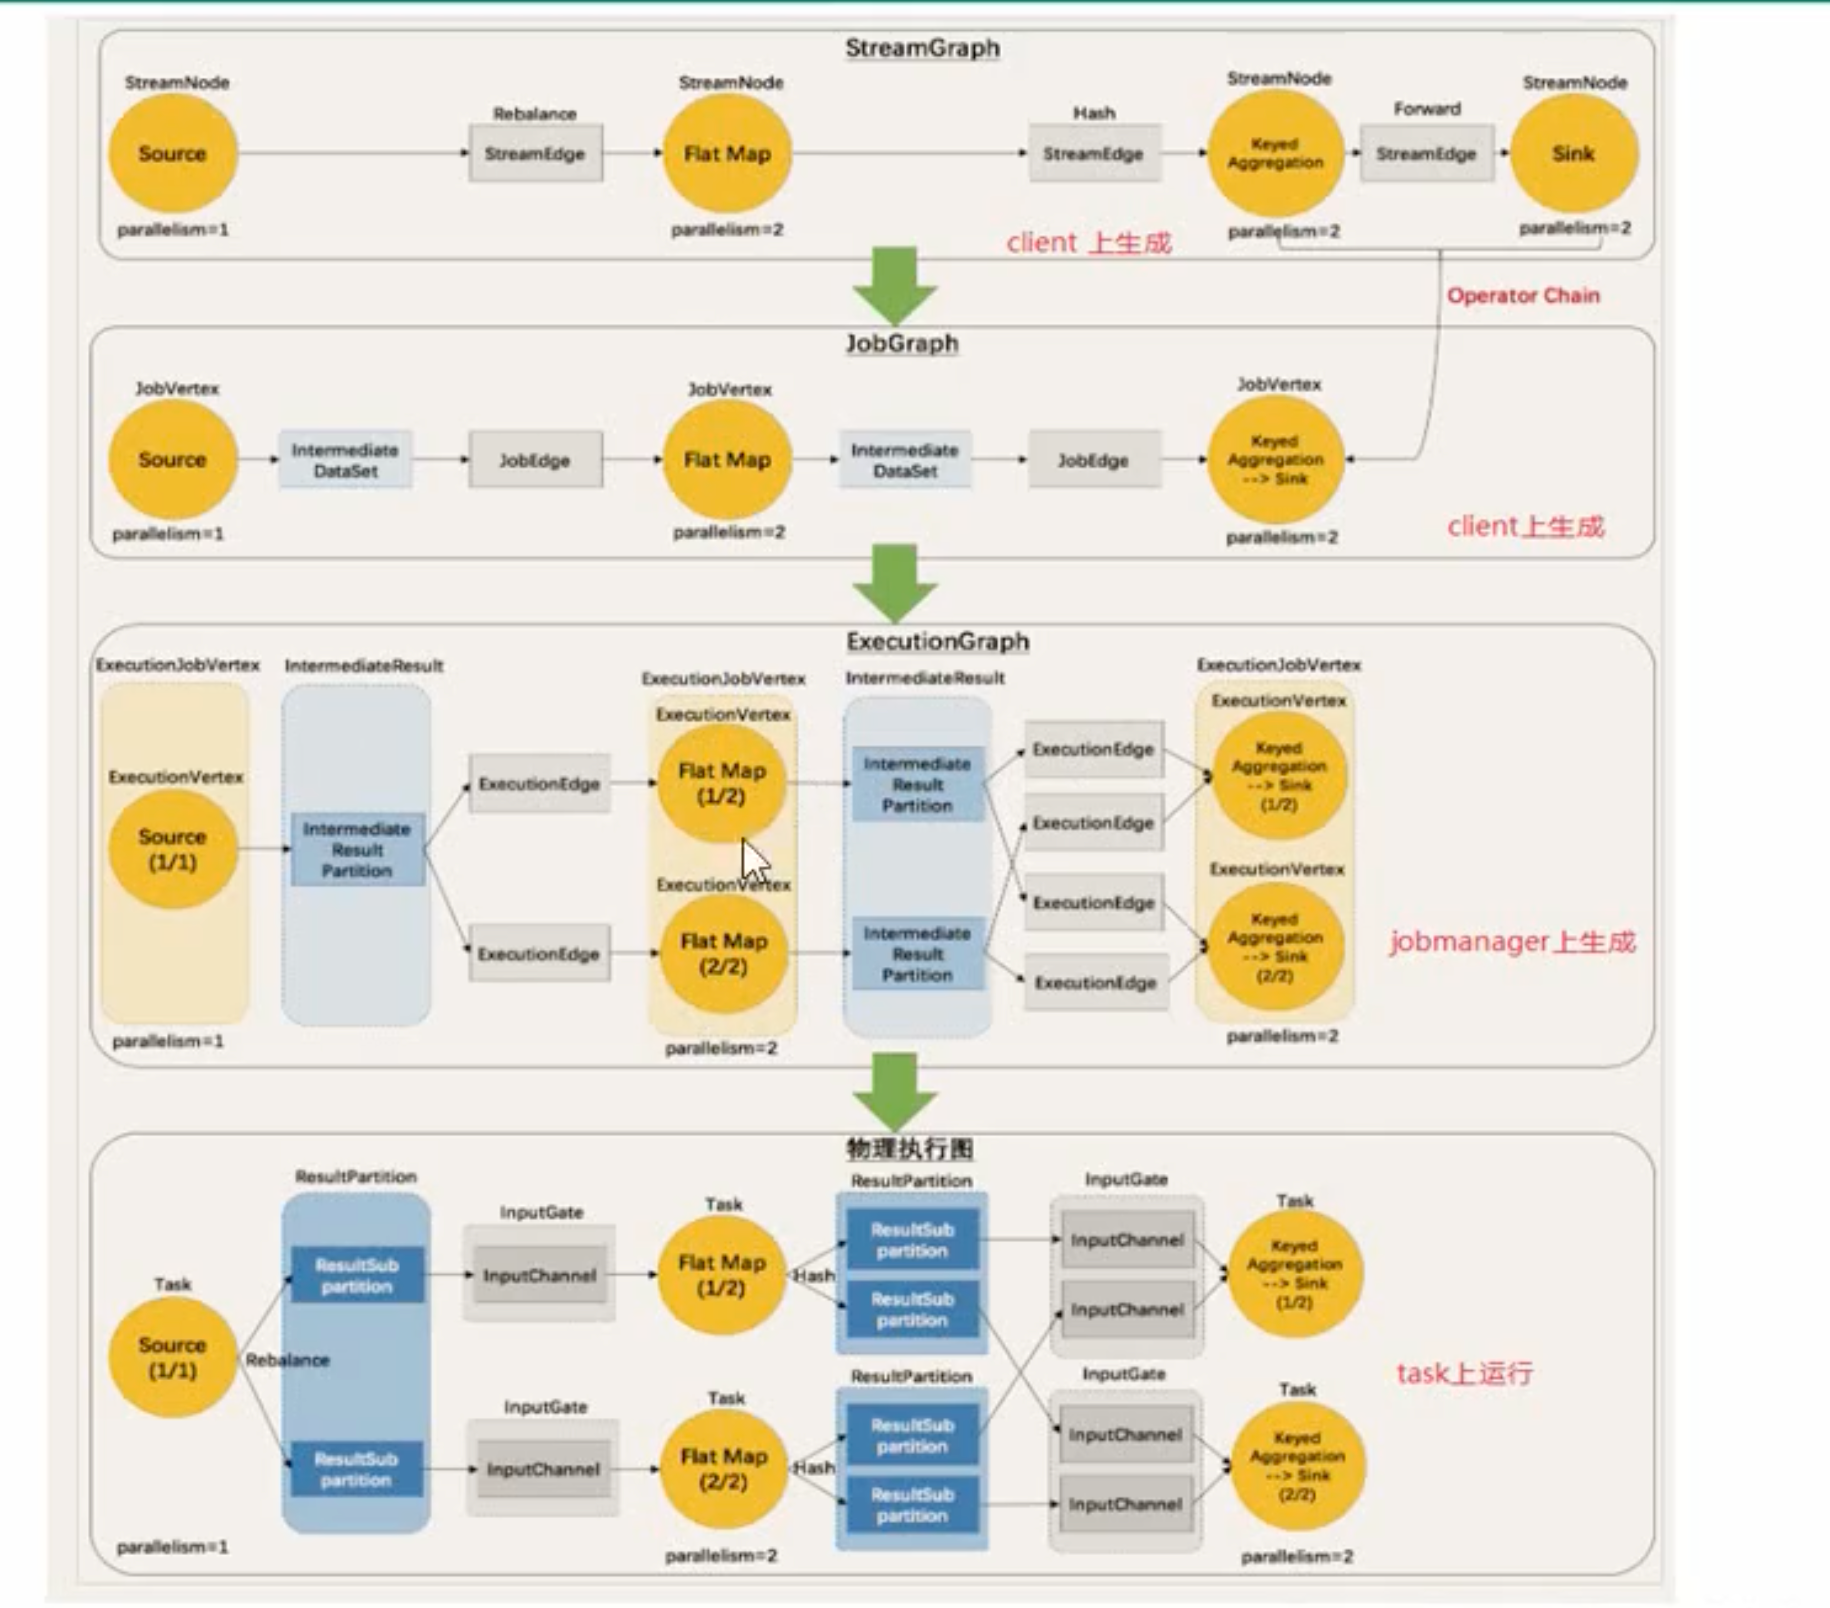 StreamGraph
StreamNode
StreamNode
StreamNode
StreamNode
Rebalance
Hash
Forward
Source
StreamEdge
Flat Map
StreamEdge
Keyed
Aggregation
StreamEdge
Sink
parallelism=1
parallelism=2
parallelism=2
parallelism=2
client 上生成
Operator Chain
JobGraph
JobVertex
JobVertex
JobVertex
Source
Intermediate
DataSet
JobEdge
Flat Map
Intermediate
DataSet
JobEdge
Keyed
Aggregation
--> Sink
parallelism=1
parallelism=2
parallelism=2
client上生成
ExecutionGraph
ExecutionJobVertex
IntermediateResult
ExecutionJobVertex
IntermediateResult
ExecutionJobVertex
ExecutionVertex
Source
(1/1)
Intermediate
Result
Partition
ExecutionEdge
ExecutionEdge
ExecutionVertex
Flat Map
(1/2)
ExecutionVertex
Flat Map
(2/2)
Intermediate
Result
Partition
Intermediate
Result
Partition
ExecutionEdge
ExecutionEdge
ExecutionEdge
ExecutionEdge
ExecutionVertex
Keyed
Aggregation
--> Sink
(1/2)
ExecutionVertex
Keyed
Aggregation
--> Sink
(2/2)
jobmanager上生成
parallelism=1
parallelism=2
parallelism=2
物理执行图
Task
Source
(1/1)
Rebalance
ResultPartition
ResultSub
partition
ResultSub
partition
InputGate
InputChannel
InputGate
InputChannel
Task
Flat Map
(1/2)
Hash
Task
Flat Map
(2/2)
Hash
ResultPartition
ResultSub
partition
ResultSub
partition
ResultPartition
ResultSub
partition
ResultSub
partition
InputGate
InputChannel
InputChannel
InputGate
InputChannel
InputChannel
Task
Keyed
Aggregation
--> Sink
(1/2)
Task
Keyed
Aggregation
--> Sink
(2/2)
task上运行
parallelism=1
parallelism=2
parallelism=2